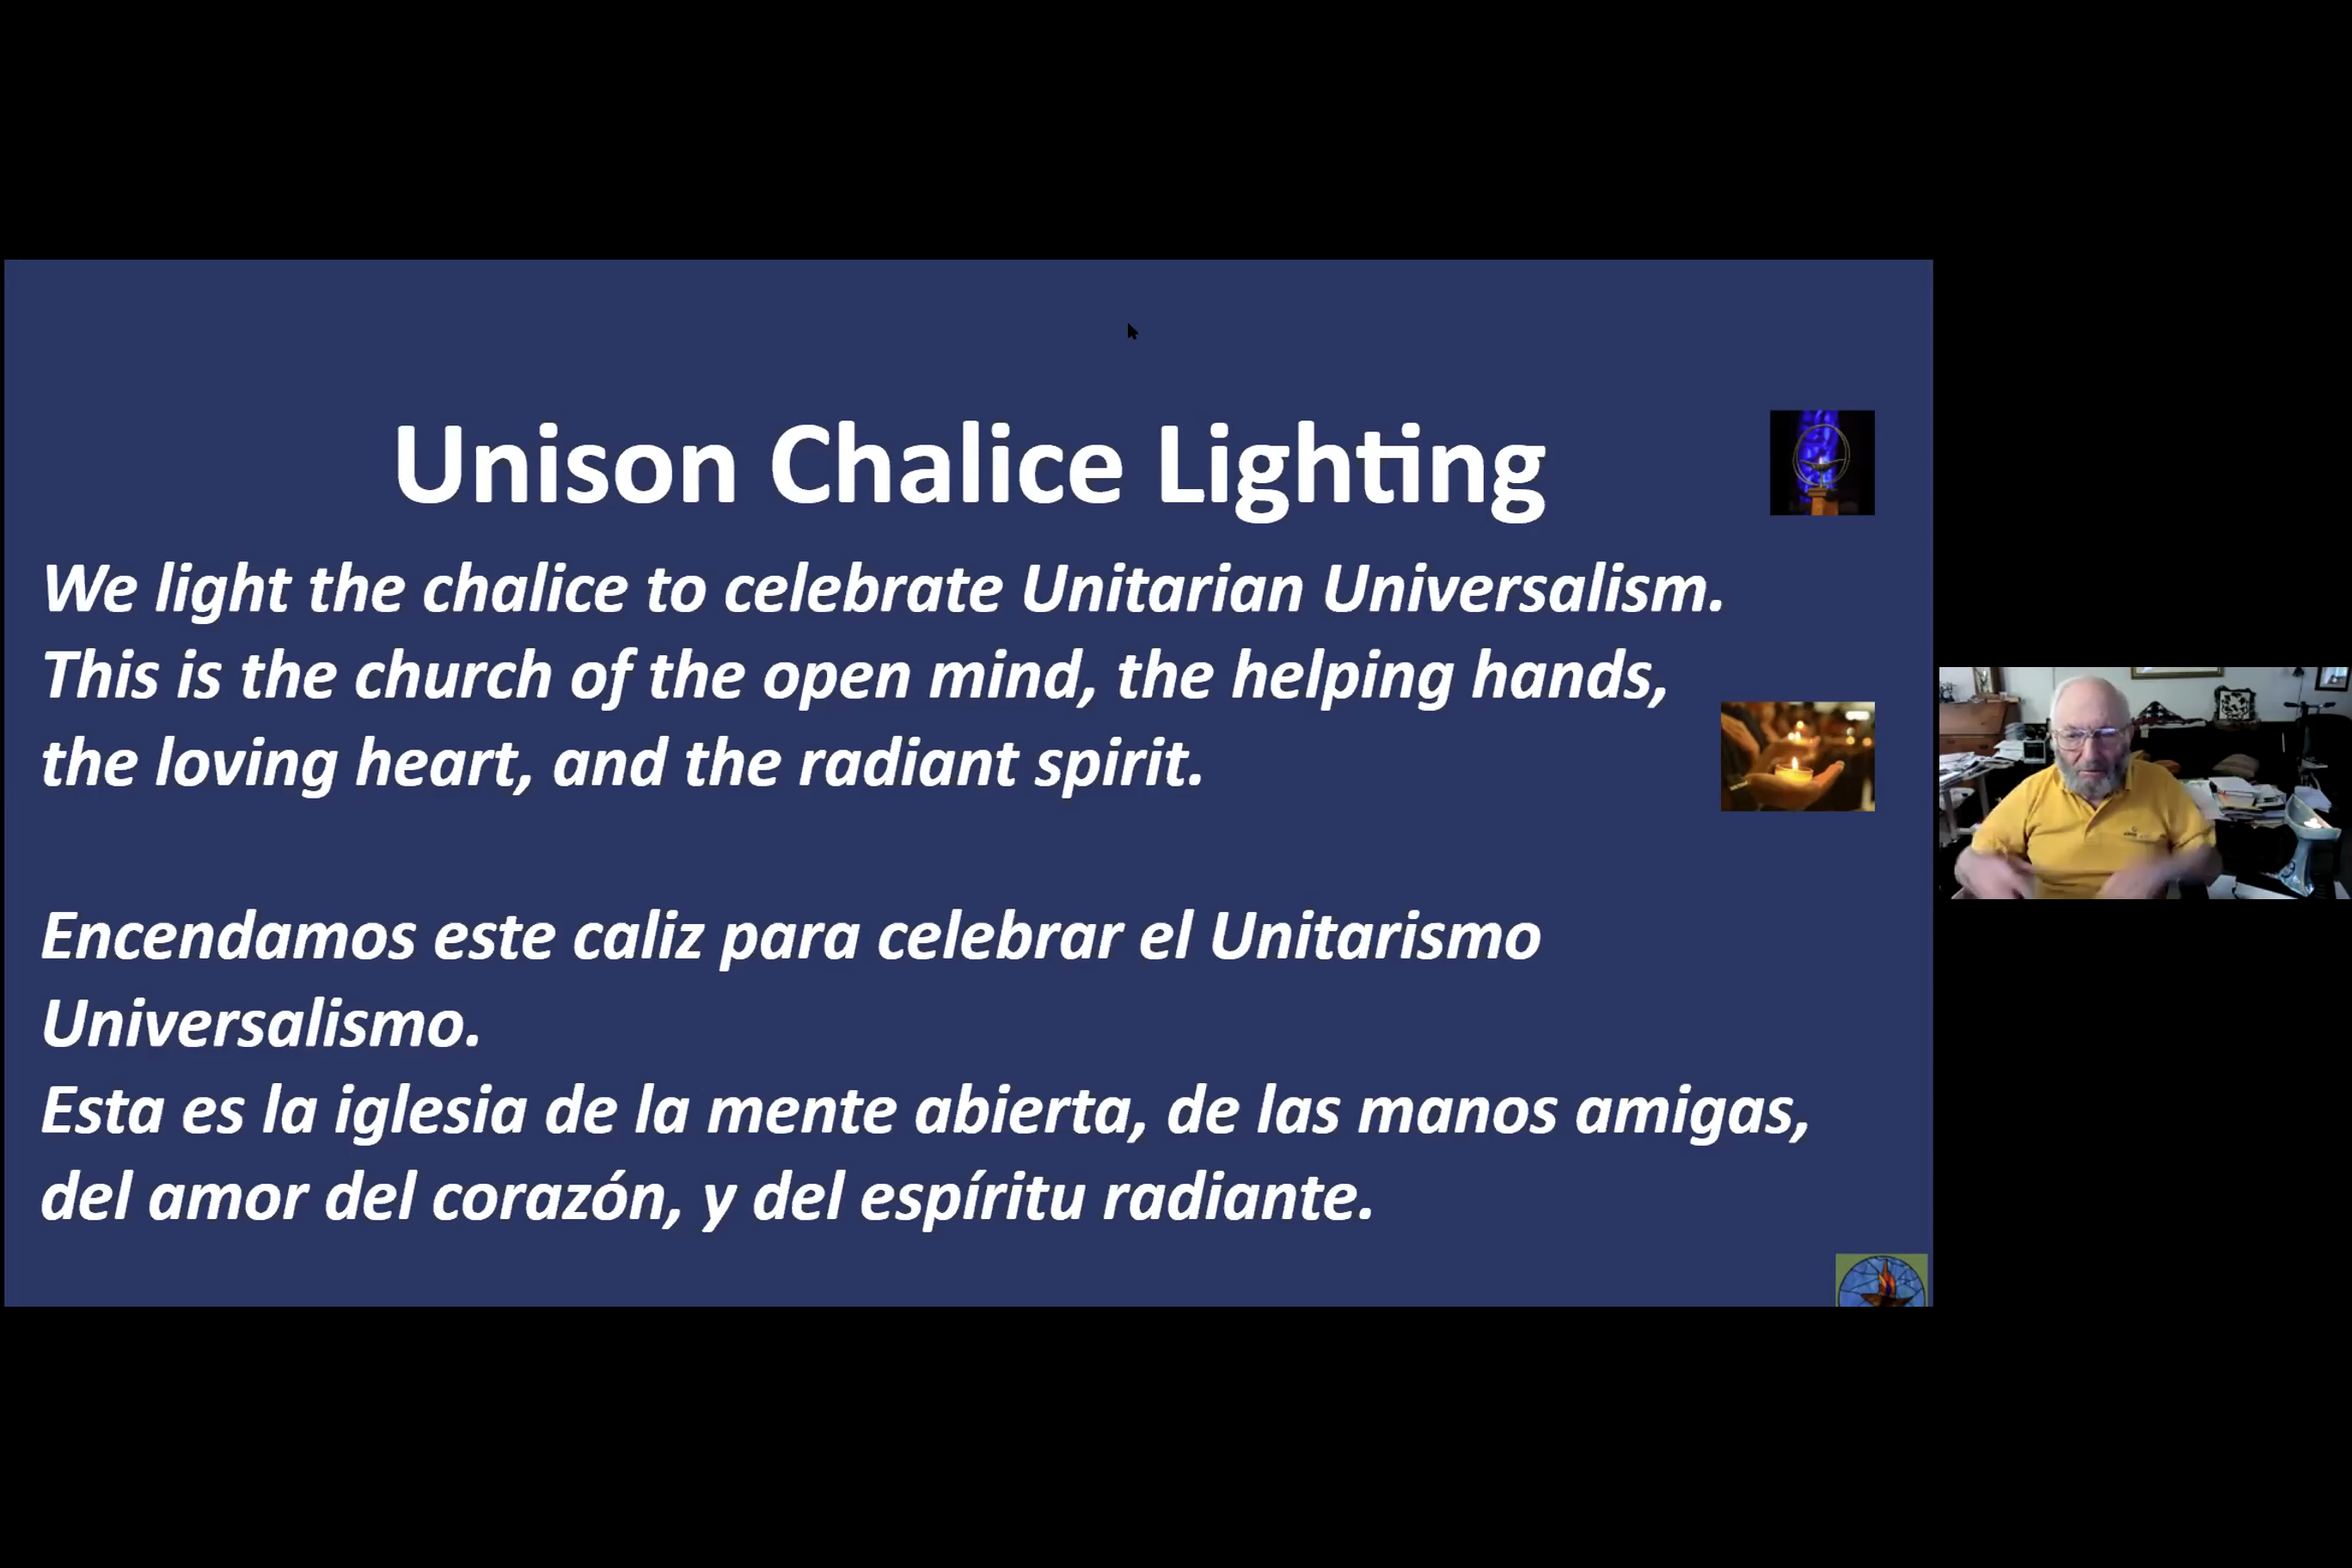 Unison Chalice Lighting
We light the chalice to celebrate Unitarian Universalism.
This is the church of the open mind, the helping hands,
the loving heart, and the radiant spirit.
Encendamos este caliz para celebrar el Unitarismo
Universalismo.
Esta es la iglesia de la mente abierta, de las manos amigas,
del amor del corazón, y del espíritu radiante.